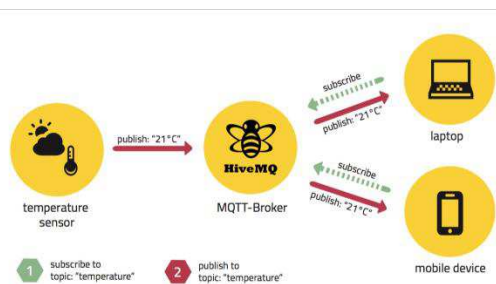 subscribe
publish: "21°C"
laptop
publish: "21°C"
HiveMQ
MQTT-Broker
temperature
sensor
subscribe
publish: "21°C"
mobile device
1
subscribe to
topic: "temperature"
2
publish to
topic: "temperature"